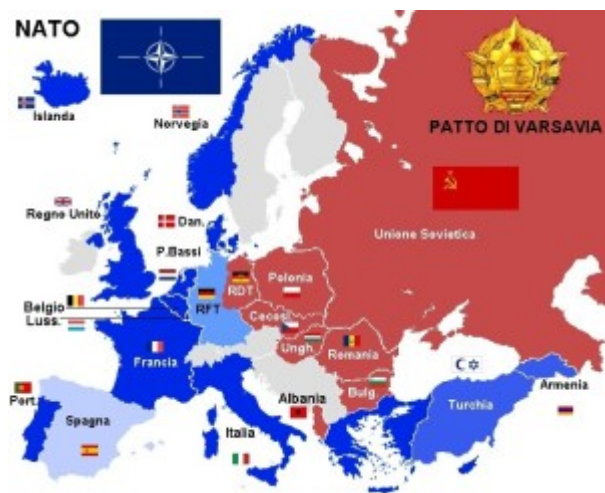 NATO
Islanda
Norvegia
PATTO DI VARSAVIA
Regno Unito
Dan.
Unione Sovietica
P.Bassi
RDT
Polonia
Belgio
RFT
Luss.
Cecosl
Ungh
Romania
Francia
Albania
Bulg
Armenia
Port.
Spagna
Italia
Turchia